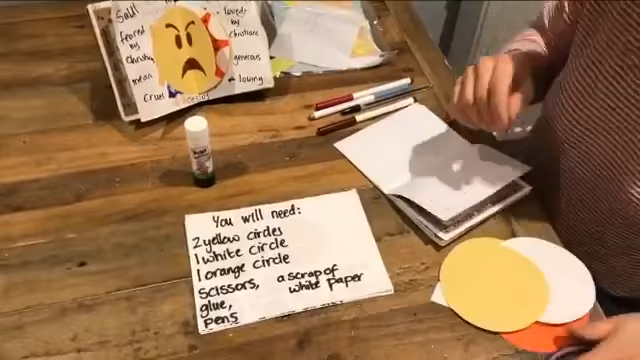 Saul
feared
by
Christians
mean
cruel
loved
by
Christians
generous
loving
You will need:
2 yellow circles
1 white circle
1 orange circle
scissors, a scrap of
glue, white paper
pens